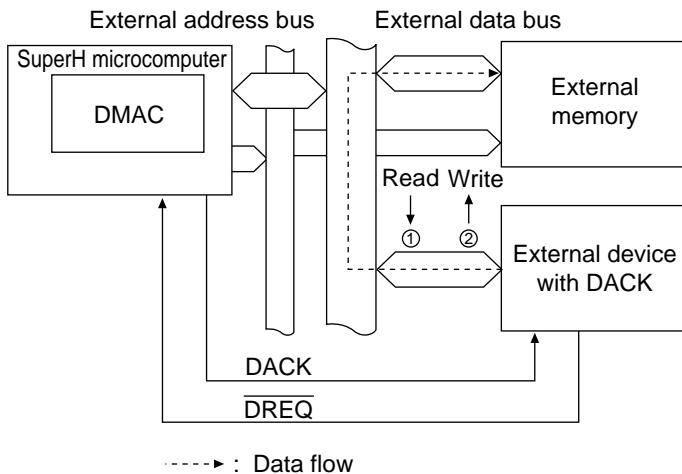 External address bus
External data bus
SuperH microcomputer
DMAC
External
memory
Read Write
① ②
External device
with DACK
DACK
D̅R̅E̅Q̅
: Data flow